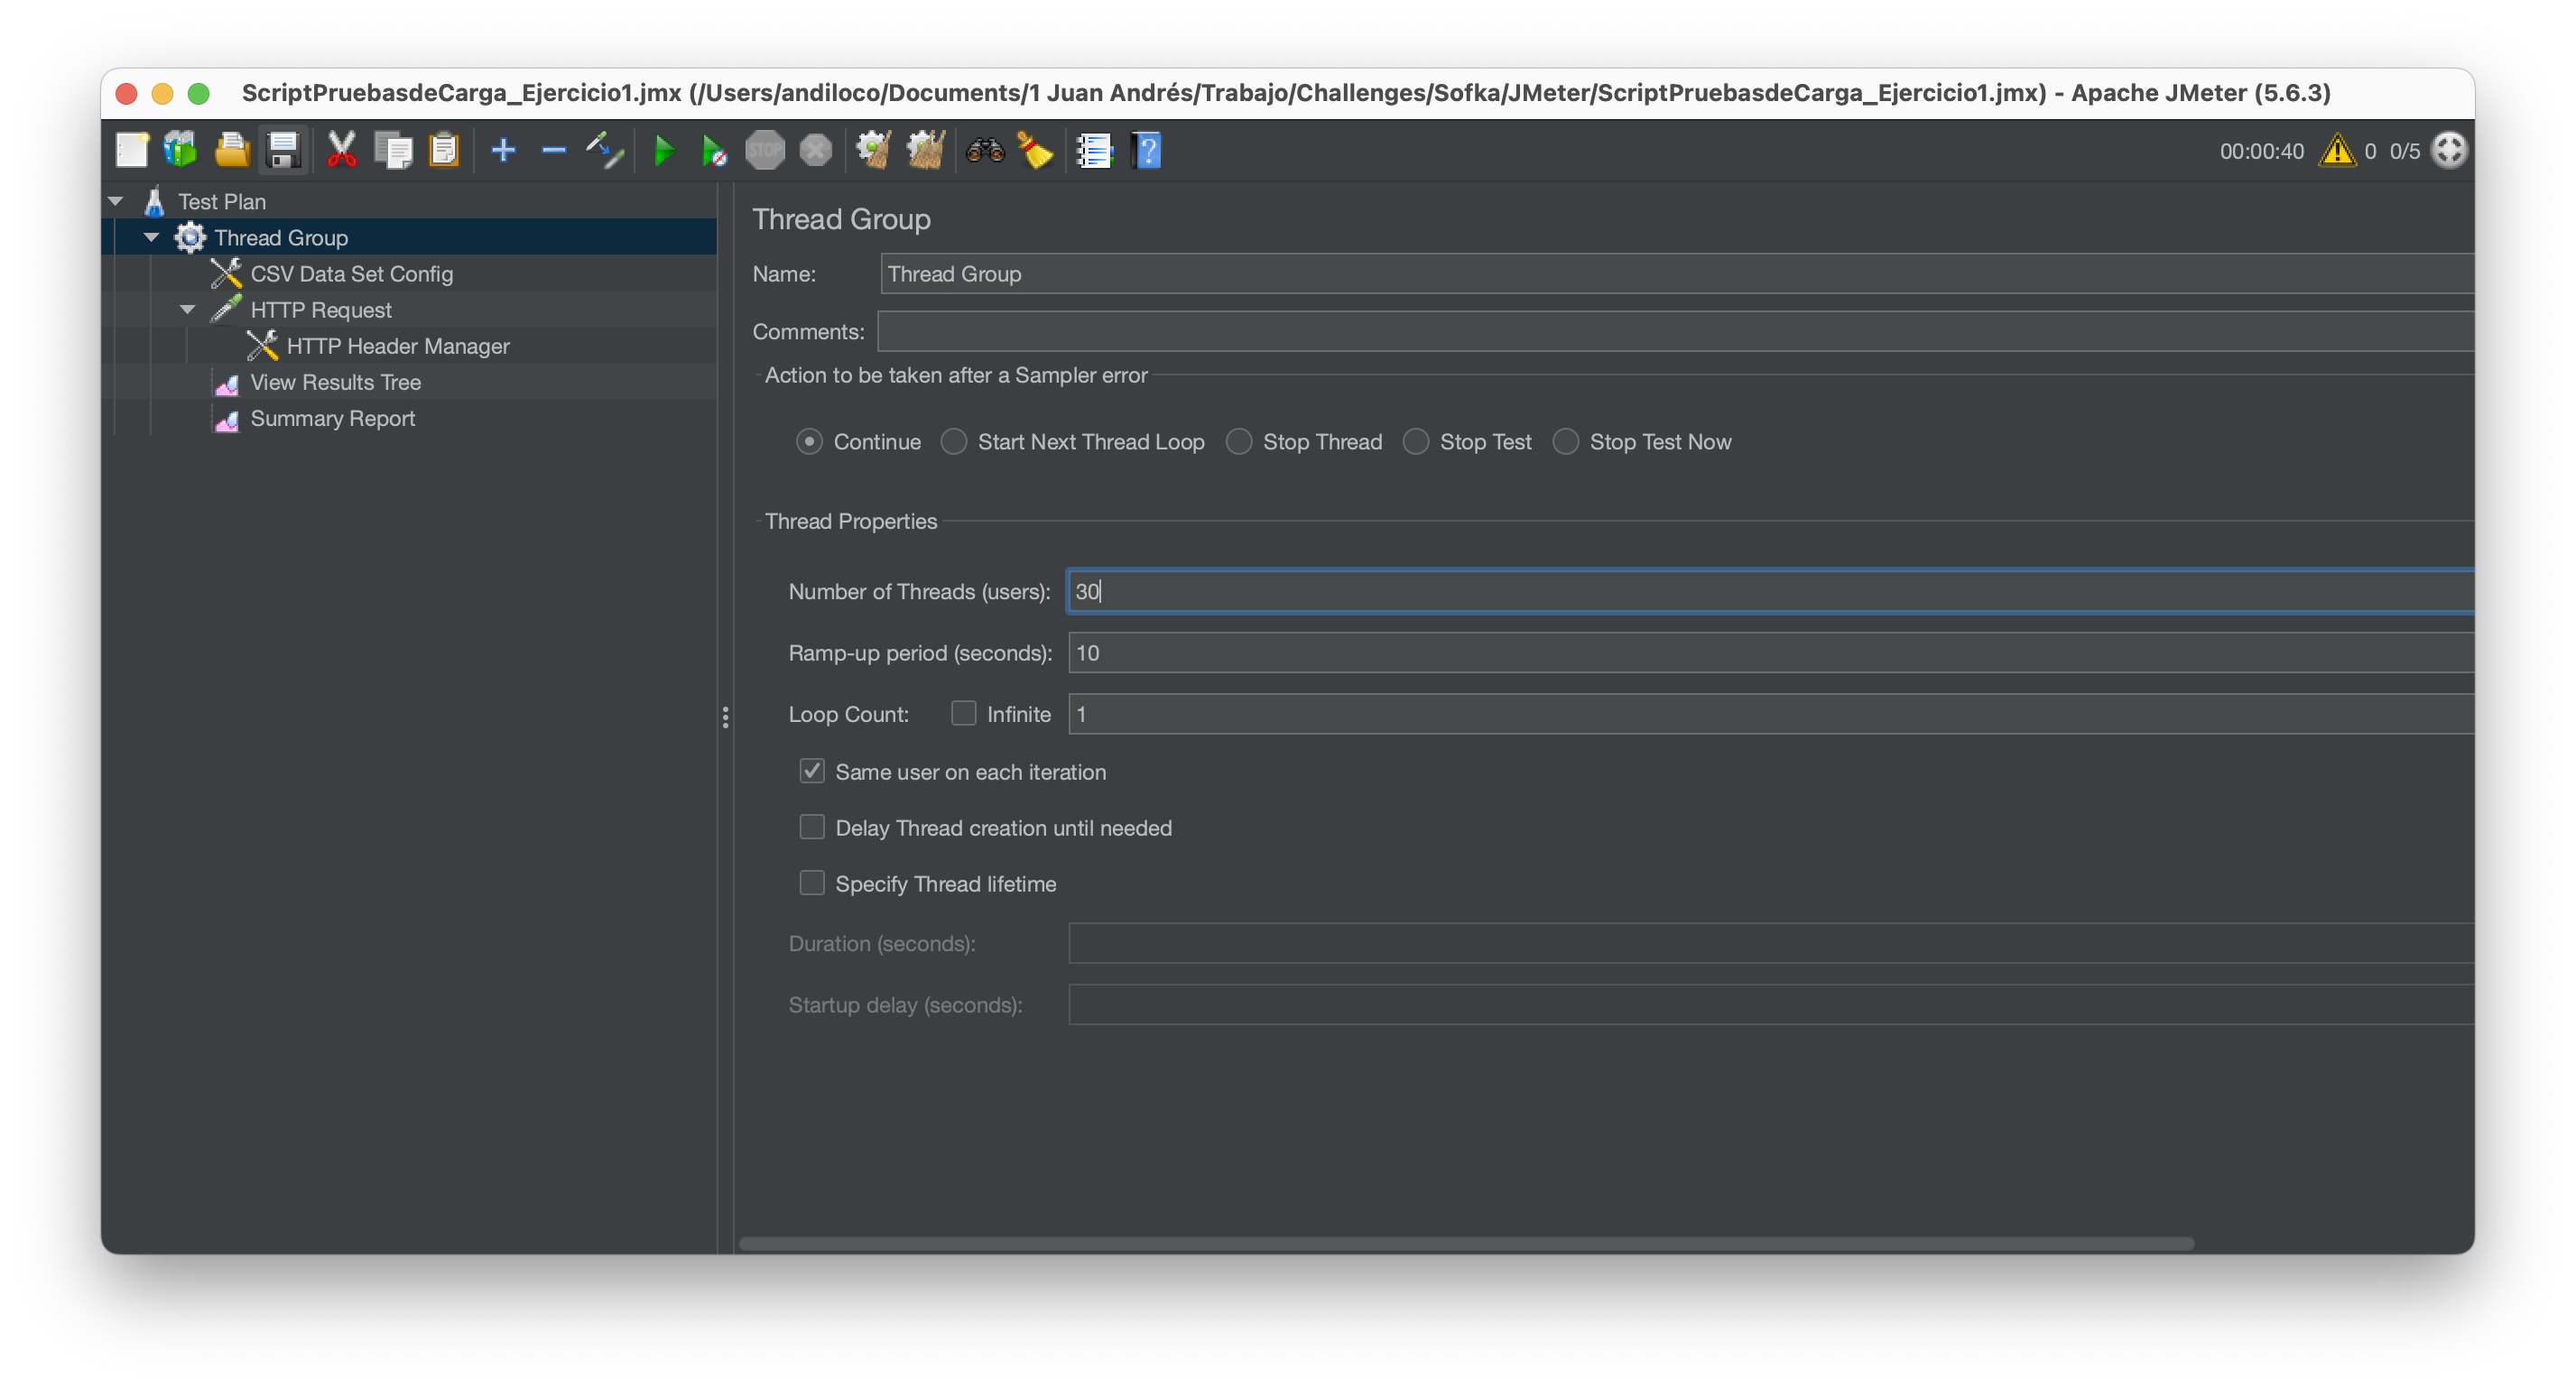 ScriptPruebasdeCarga_Ejercicio1.jmx (/Users/andiloco/Documents/1 Juan Andrés/Trabajo/Challenges/Sofka/JMeter/ScriptPruebasdeCarga_Ejercicio1.jmx) - Apache JMeter (5.6.3)
STOP
00:00:40 0 0/5
Test Plan
Thread Group
CSV Data Set Config
HTTP Request
HTTP Header Manager
View Results Tree
Summary Report
Thread Group
Name: Thread Group
Comments:
Action to be taken after a Sampler error
Continue Start Next Thread Loop Stop Thread Stop Test Stop Test Now
Thread Properties
Number of Threads (users): 30
Ramp-up period (seconds): 10
Loop Count: Infinite 1
Same user on each iteration
Delay Thread creation until needed
Specify Thread lifetime
Duration (seconds):
Startup delay (seconds):